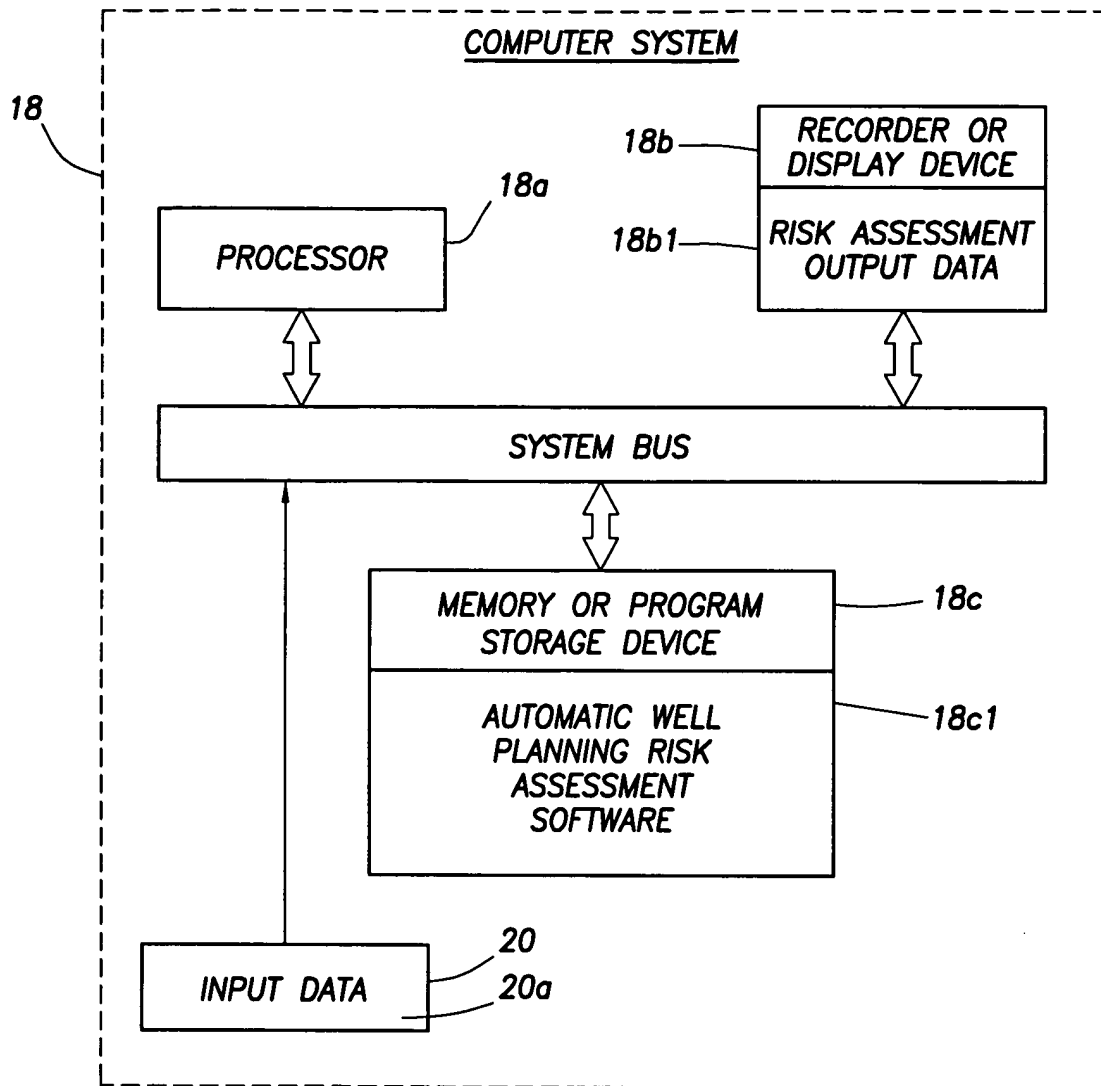 COMPUTER SYSTEM
18
18b
RECORDER OR
DISPLAY DEVICE
18a
PROCESSOR
18b1
RISK ASSESSMENT
OUTPUT DATA
SYSTEM BUS
MEMORY OR PROGRAM
STORAGE DEVICE
18c
AUTOMATIC WELL
PLANNING RISK
ASSESSMENT
SOFTWARE
18c1
INPUT DATA
20
20a